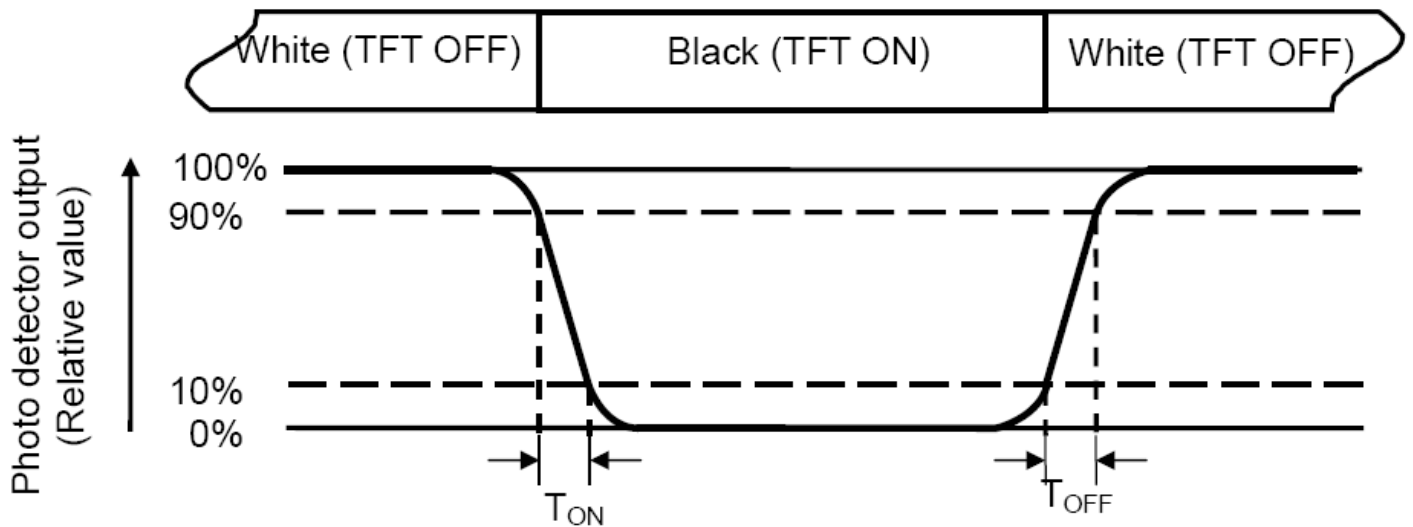 White (TFT OFF)
Black (TFT ON)
White (TFT OFF)
Photo detector output
(Relative value)
100%
90%
10%
0%
TON
TOFF